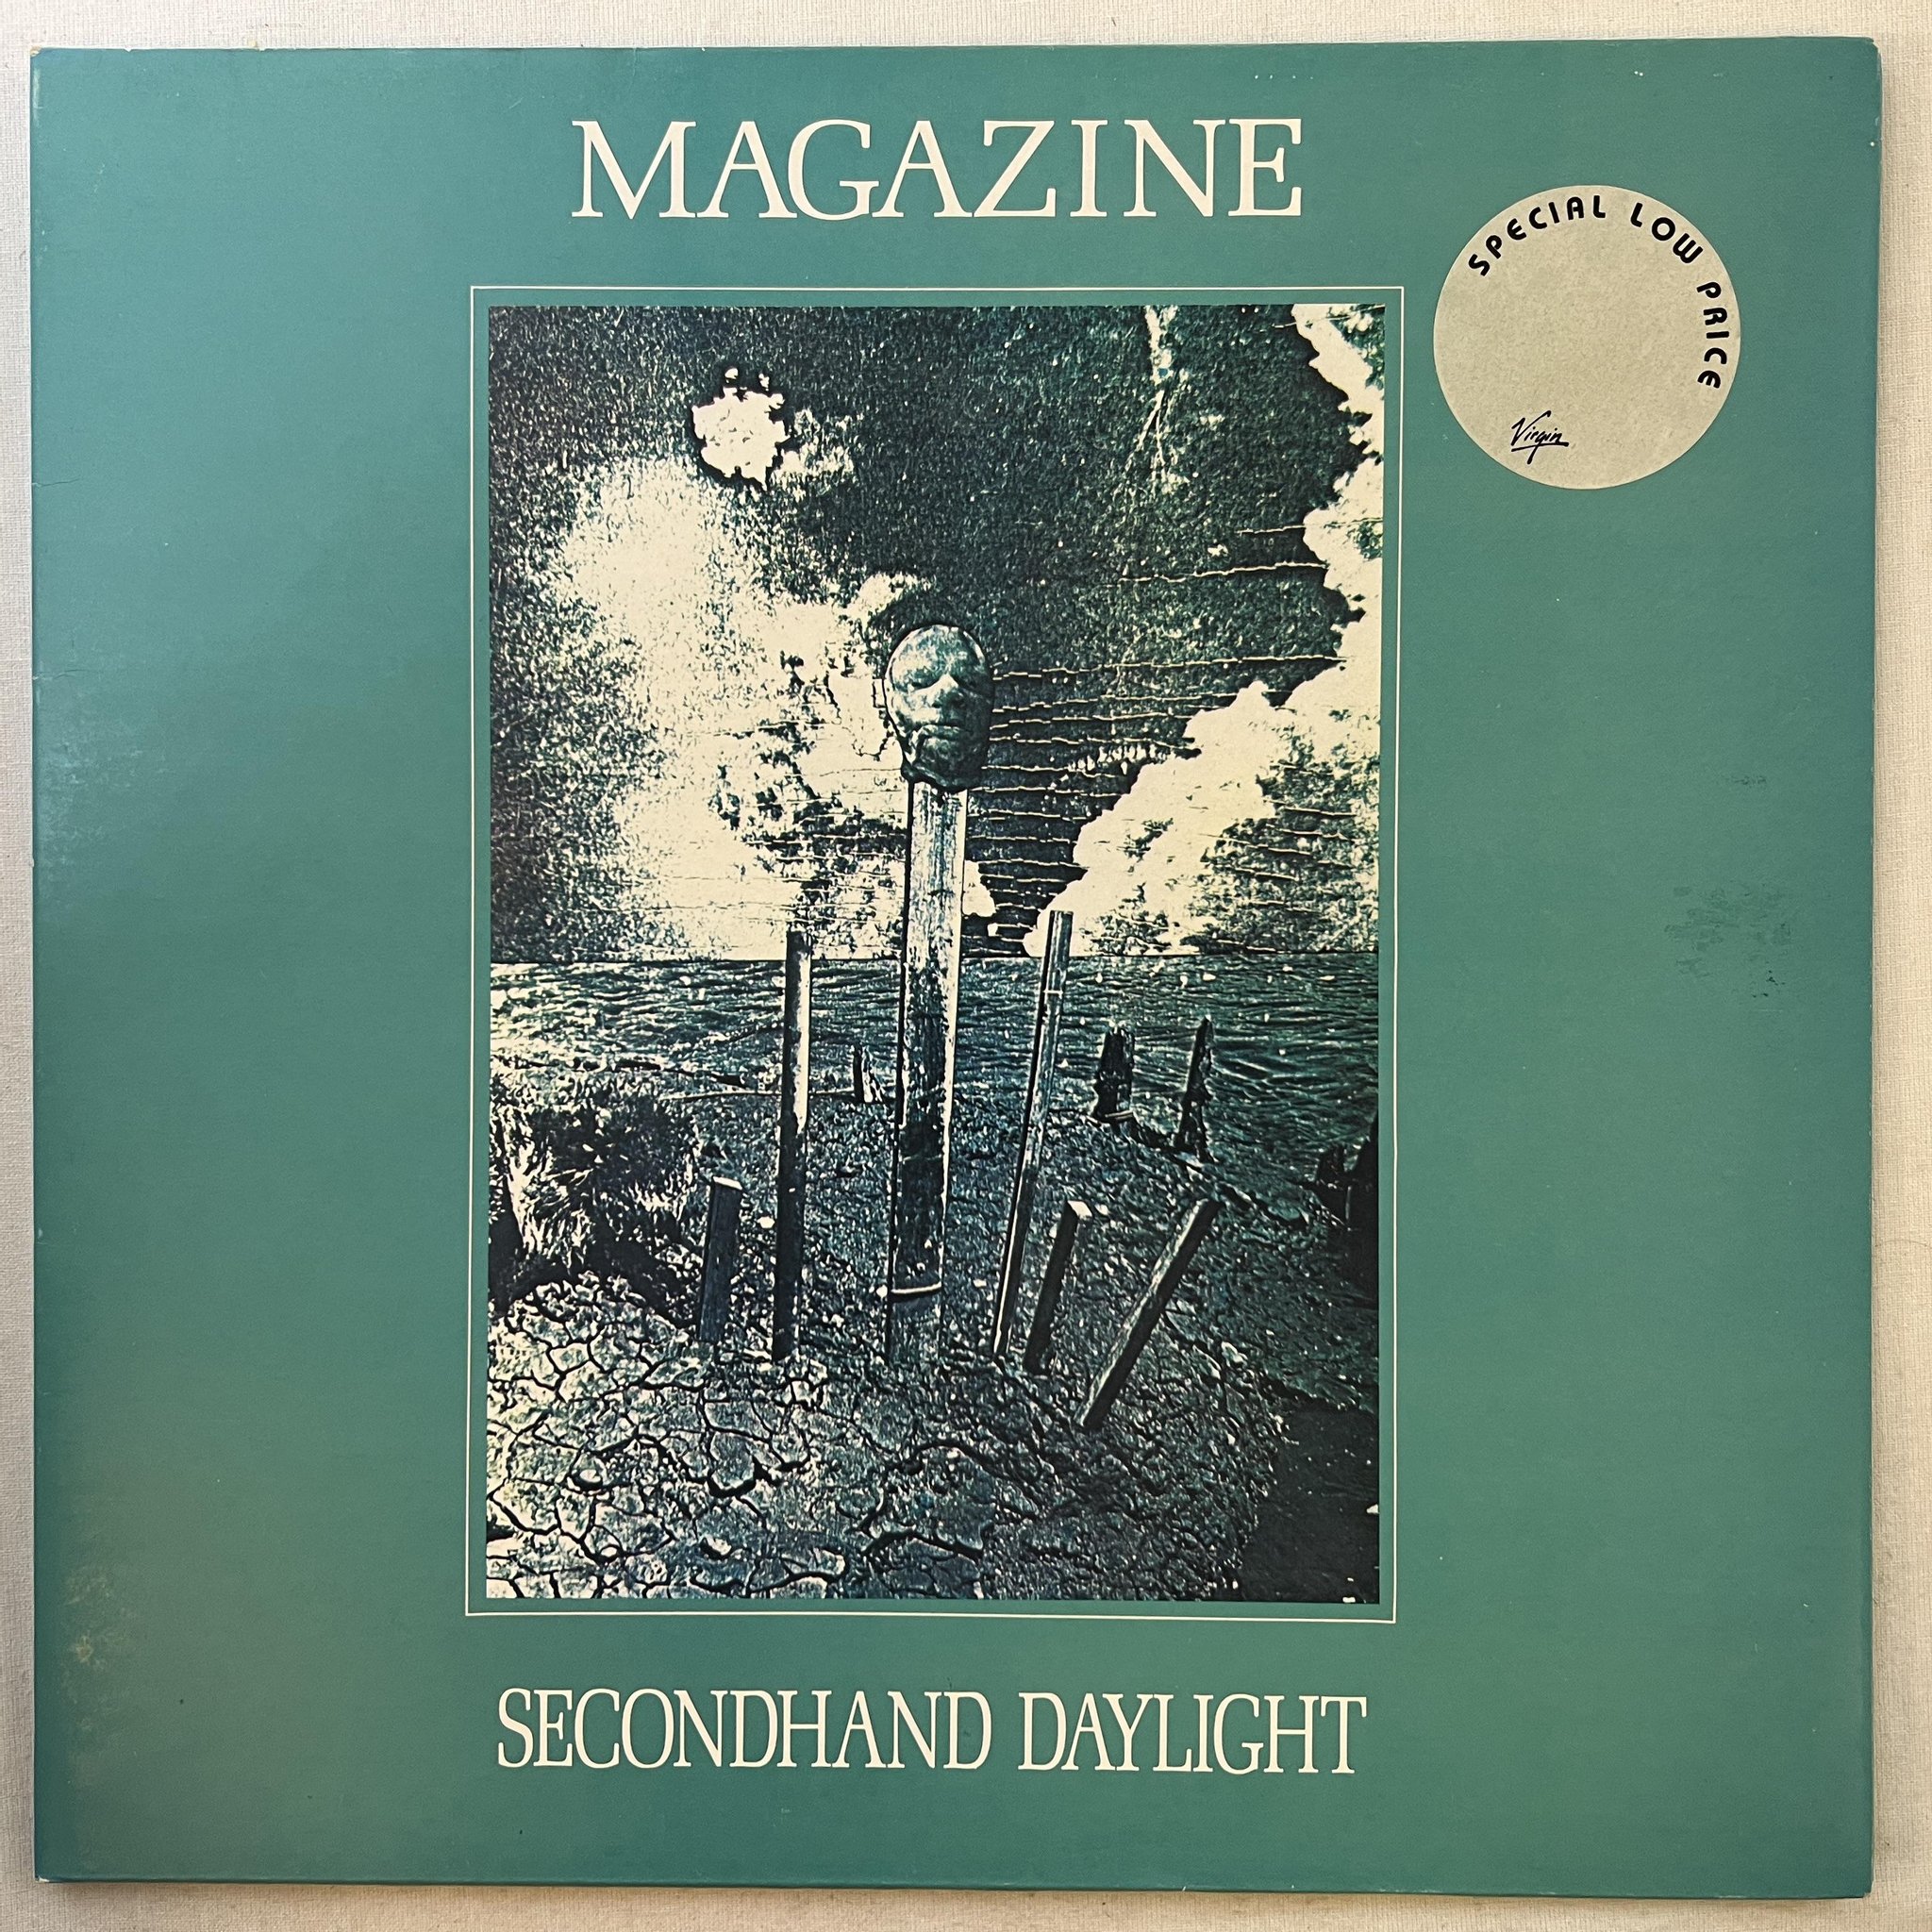 MAGAZINE
SPECIAL LOW PRICE
Virgin
SECONDHAND DAYLIGHT